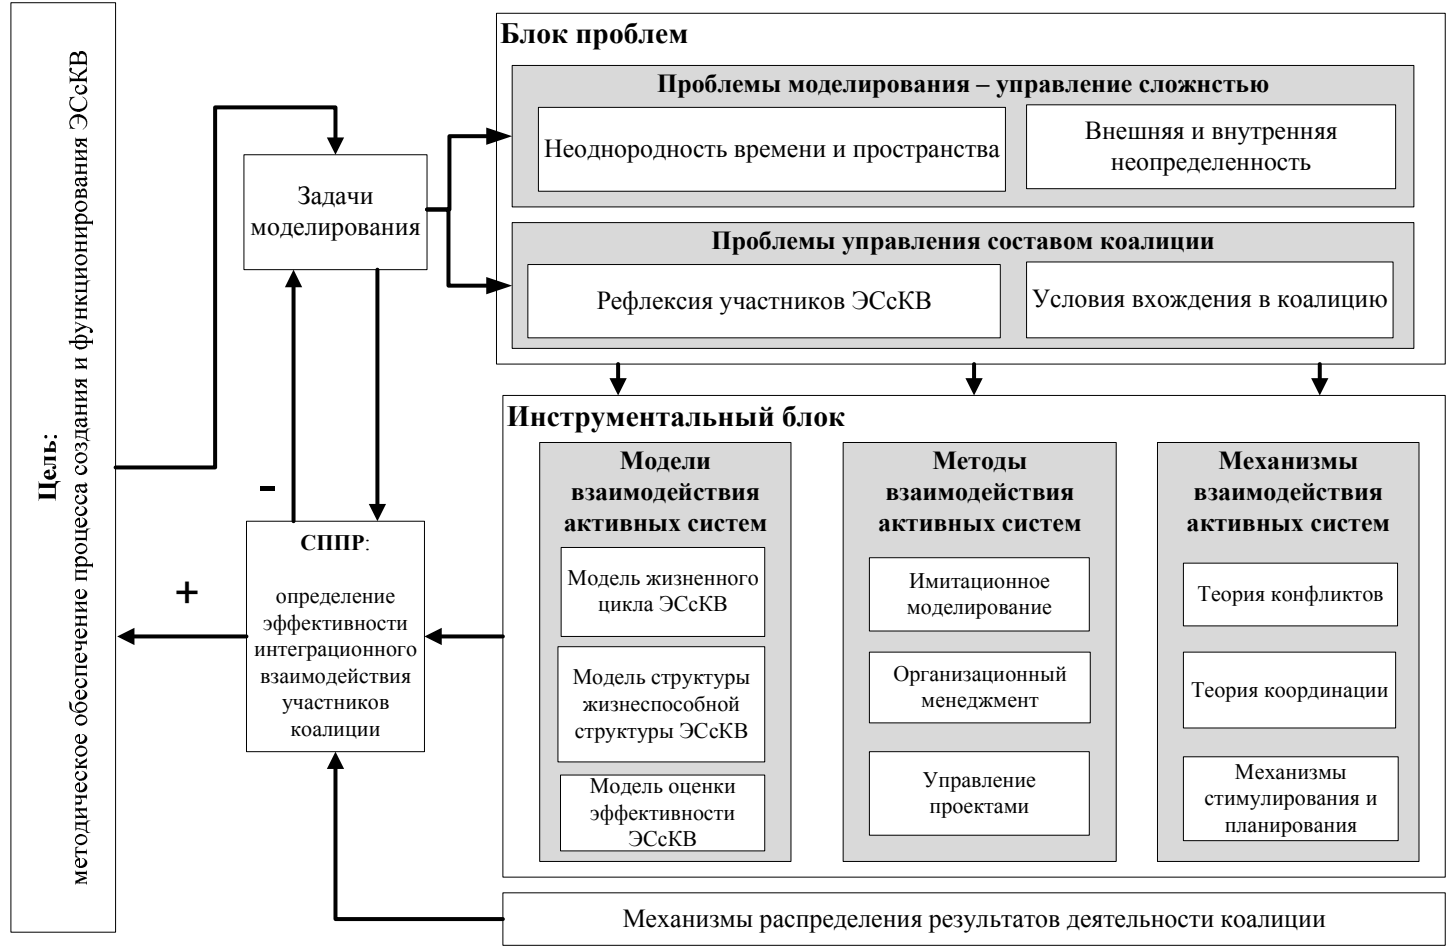 Цель:
методическое обеспечение процесса создания и функционирования ЭСсКВ
Задачи
моделирования
-
+
СППР:
определение
эффективности
интеграционного
взаимодействия
участников
коалиции
Блок проблем
Проблемы моделирования – управление сложнстью
Неоднородность времени и пространства
Внешняя и внутренняя
неопределенность
Проблемы управления составом коалиции
Рефлексия участников ЭСсКВ
Условия вхождения в коалицию
Инструментальный блок
Модели
взаимодействия
активных систем
Модель жизненного
цикла ЭСсКВ
Модель структуры
жизнеспособной
структуры ЭСсКВ
Модель оценки
эффективности
ЭСсКВ
Методы
взаимодействия
активных систем
Имитационное
моделирование
Организационный
менеджмент
Управление
проектами
Механизмы
взаимодействия
активных систем
Теория конфликтов
Теория координации
Механизмы
стимулирования и
планирования
Механизмы распределения результатов деятельности коалиции